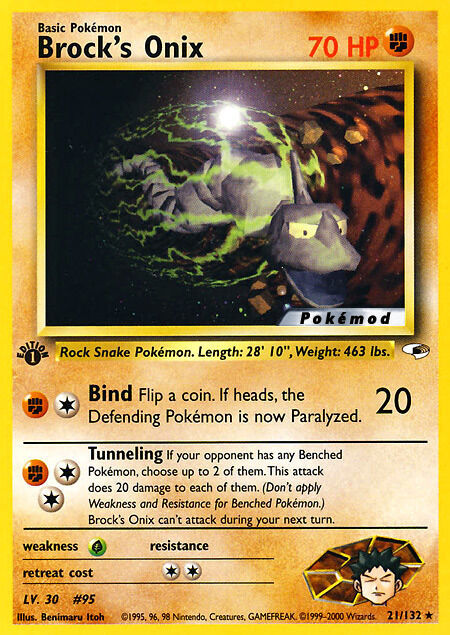 Basic Pokémon
Brock's Onix 70 HP
Pokémod
EDITION
1
Rock Snake Pokémon. Length: 28' 10", Weight: 463 lbs.
Bind Flip a coin. If heads, the
Defending Pokémon is now Paralyzed. 20
Tunneling If your opponent has any Benched
Pokémon, choose up to 2 of them. This attack
does 20 damage to each of them. (Don't apply
Weakness and Resistance for Benched Pokémon.)
Brock's Onix can't attack during your next turn.
weakness resistance
retreat cost
LV. 30 #95
Illus. Benimaru Itoh ©1995, 96, 98 Nintendo, Creatures, GAMEFREAK. ©1999-2000 Wizards. 21/132 ★